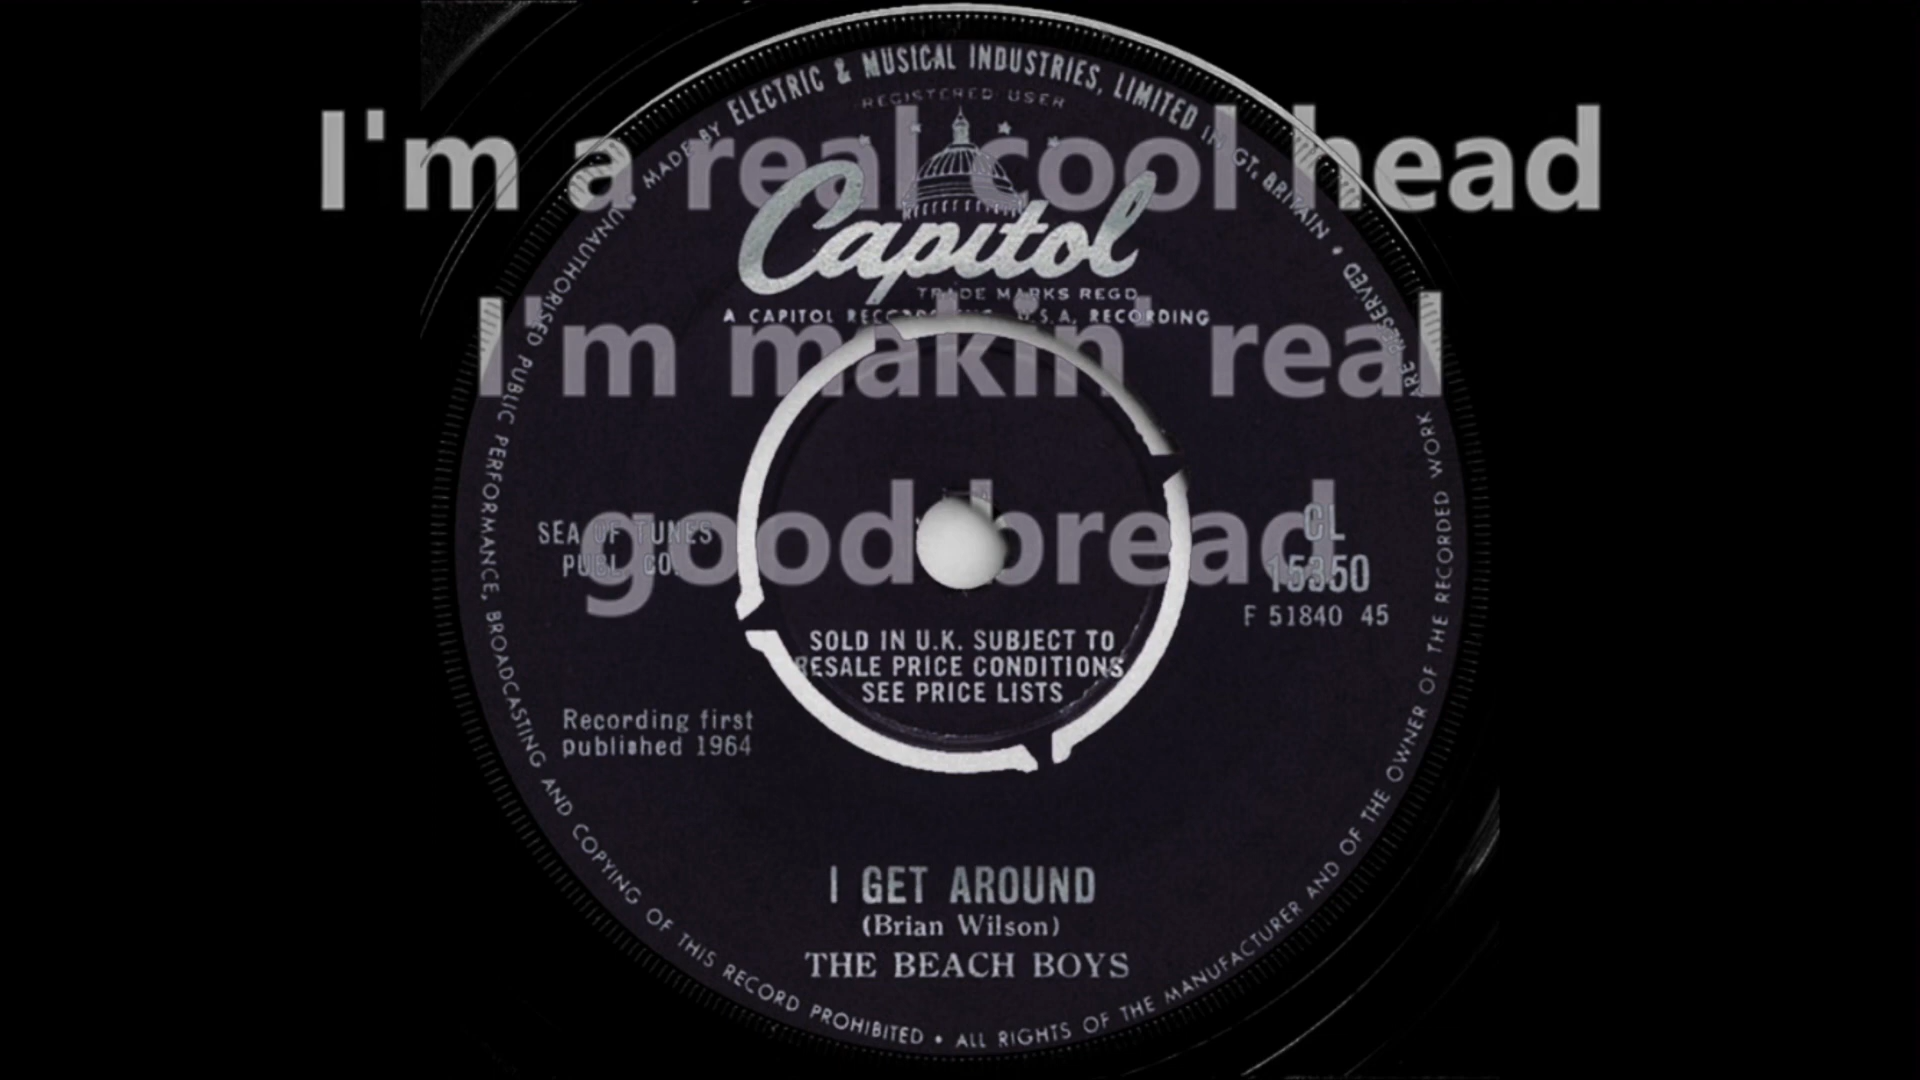 MADE BY ELECTRIC & MUSICAL INDUSTRIES, LIMITED IN GT. BRITAIN •
REGISTERED USER
I'm a real cool head
Capitol
TRADE MARKS REGD
A CAPITOL RECORDS INC. U.S.A. RECORDING
I'm makin' real
good bread
SEA OF TUNES
PUBL. CO.
CL
15350
F 51840 45
SOLD IN U.K. SUBJECT TO
RESALE PRICE CONDITIONS
SEE PRICE LISTS
Recording first
published 1964
I GET AROUND
(Brian Wilson)
THE BEACH BOYS
UNAUTHORISED PUBLIC PERFORMANCE, BROADCASTING AND COPYING OF THIS RECORD PROHIBITED • ALL RIGHTS OF THE MANUFACTURER AND OF THE OWNER OF THE RECORDED WORK ARE RESERVED